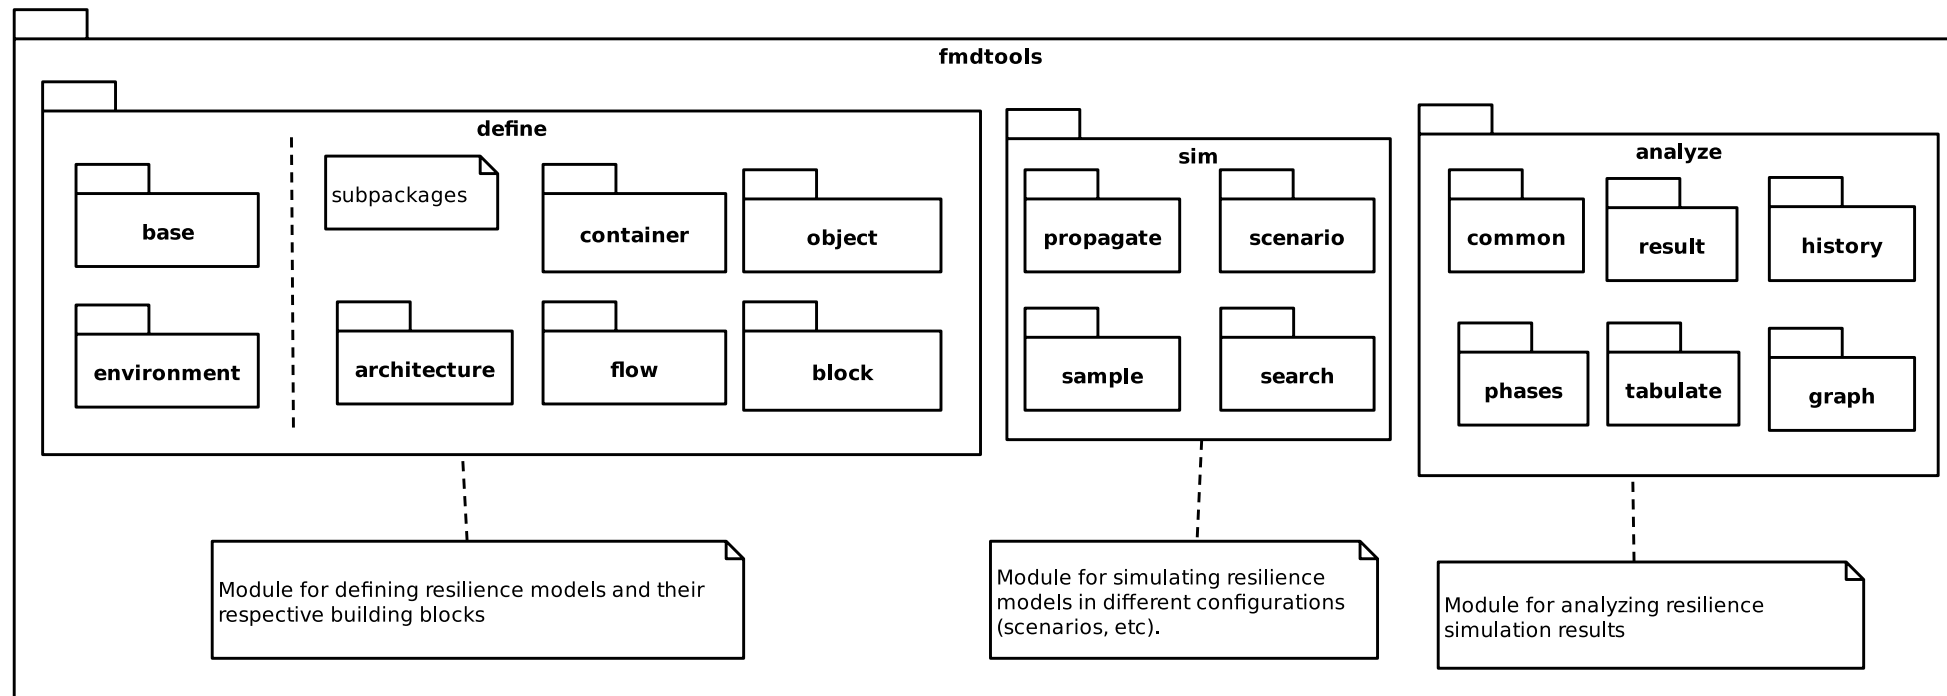 fmdtools
define
base
subpackages
container
object
environment
architecture
flow
block
Module for defining resilience models and their
respective building blocks
sim
propagate
scenario
sample
search
Module for simulating resilience
models in different configurations
(scenarios, etc).
analyze
common
result
history
phases
tabulate
graph
Module for analyzing resilience
simulation results